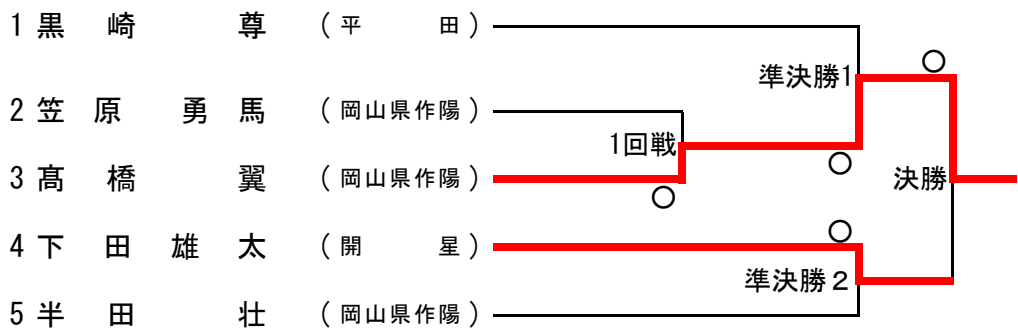 1 黒崎 尊 (平 田)
準決勝1
2 笠原 勇馬 (岡山県作陽)
1回戦
3 髙橋 翼 (岡山県作陽)
決勝
4 下田雄太 (開 星)
準決勝２
5 半田 壮 (岡山県作陽)